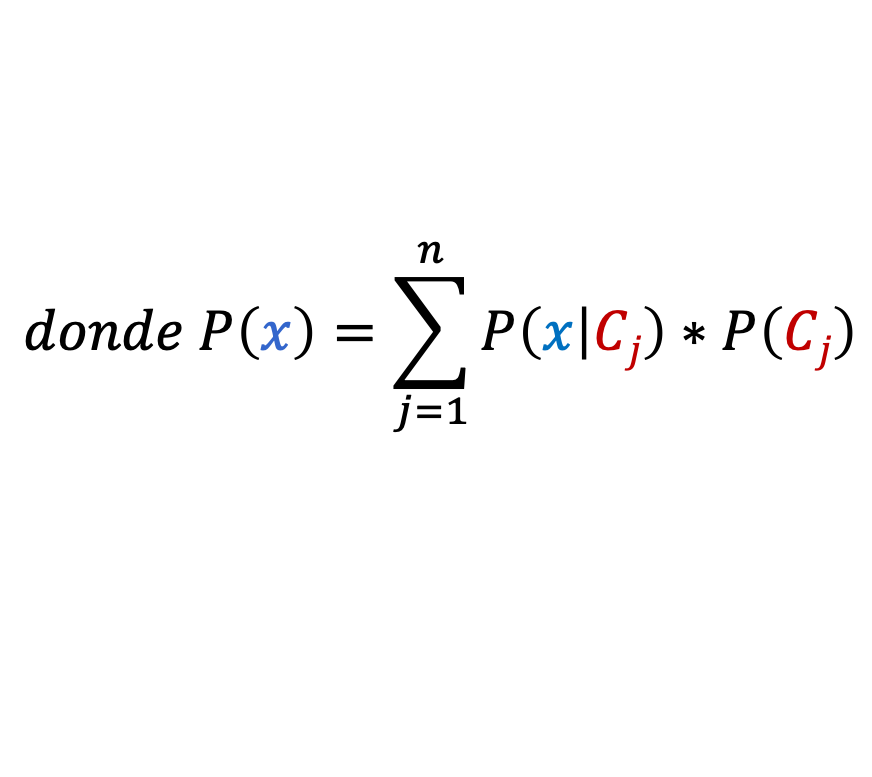 donde P(x) = ∑_{j=1}^{n} P(x|C_j) * P(C_j)